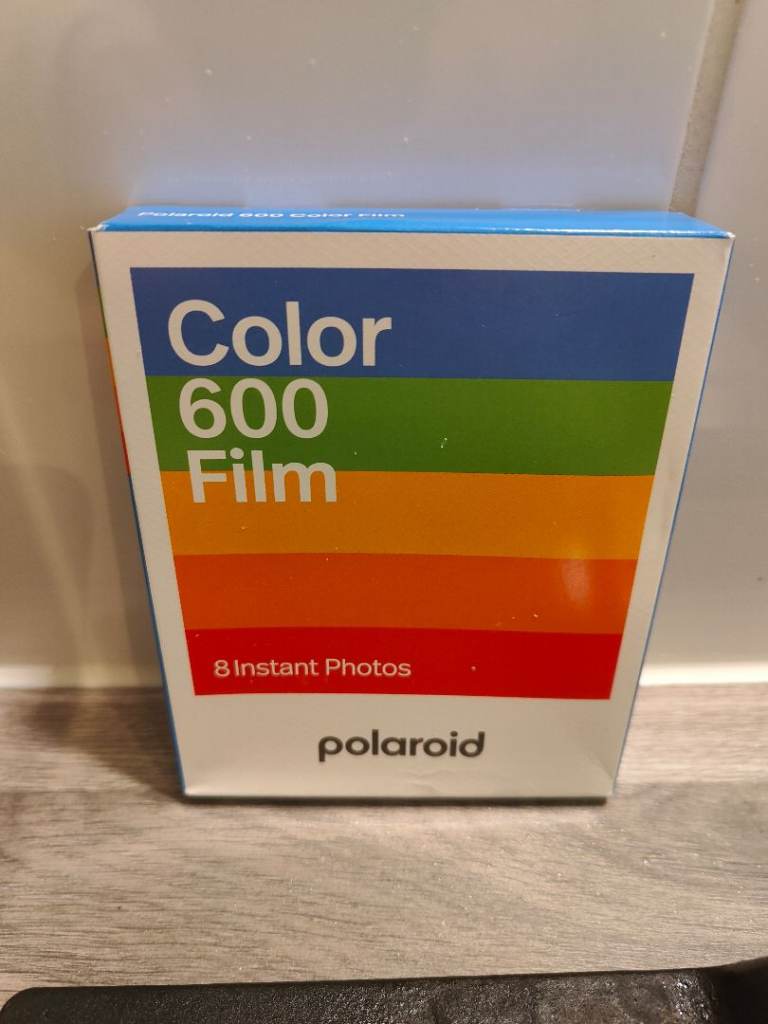 Polaroid 600 Color Film
Color
600
Film
8 Instant Photos
polaroid